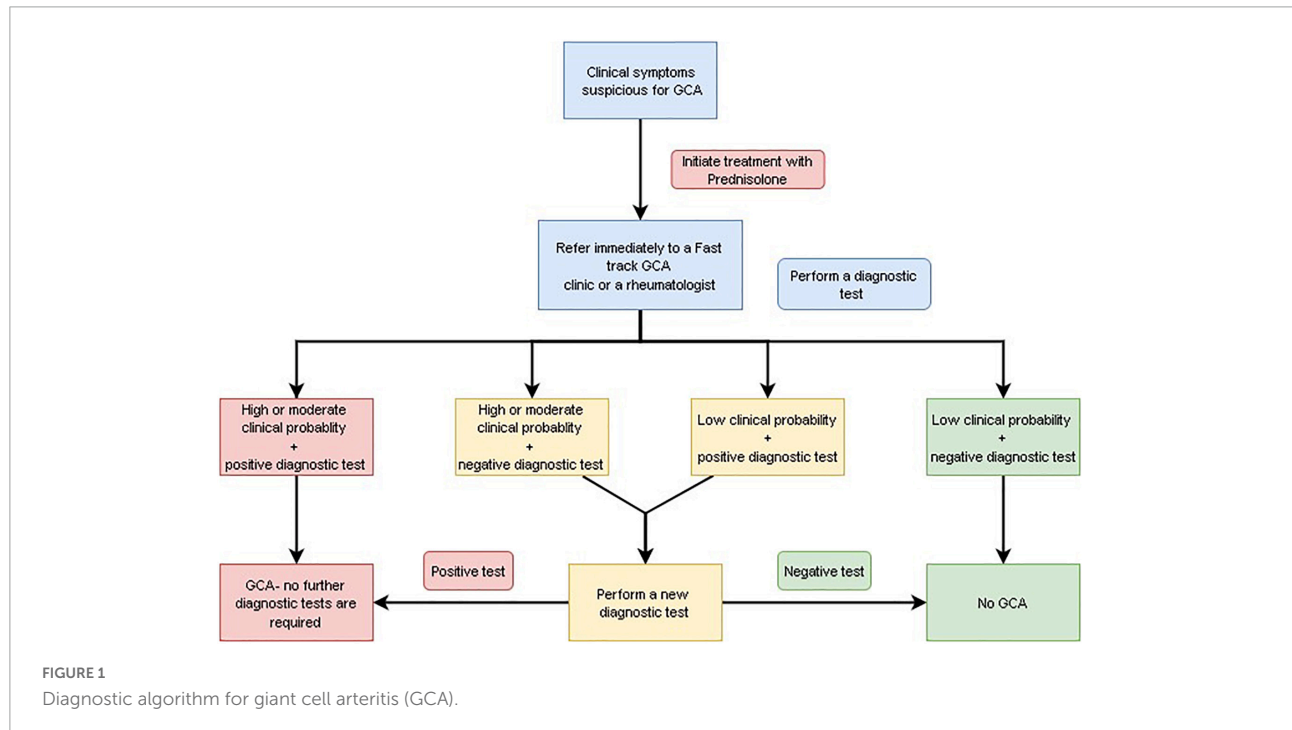 Clinical symptoms
suspicious for GCA
Initiate treatment with
Prednisolone
Refer immediately to a Fast
track GCA
clinic or a rheumatologist
Perform a diagnostic
test
High or moderate
clinical probablity
+
positive diagnostic test
High or moderate
clinical probablity
+
negative diagnostic test
Low clinical probability
+
positive diagnostic test
Low clinical probability
+
negative diagnostic test
GCA- no further
diagnostic tests are
required
Positive test
Perform a new
diagnostic test
Negative test
No GCA
FIGURE 1
Diagnostic algorithm for giant cell arteritis (GCA).